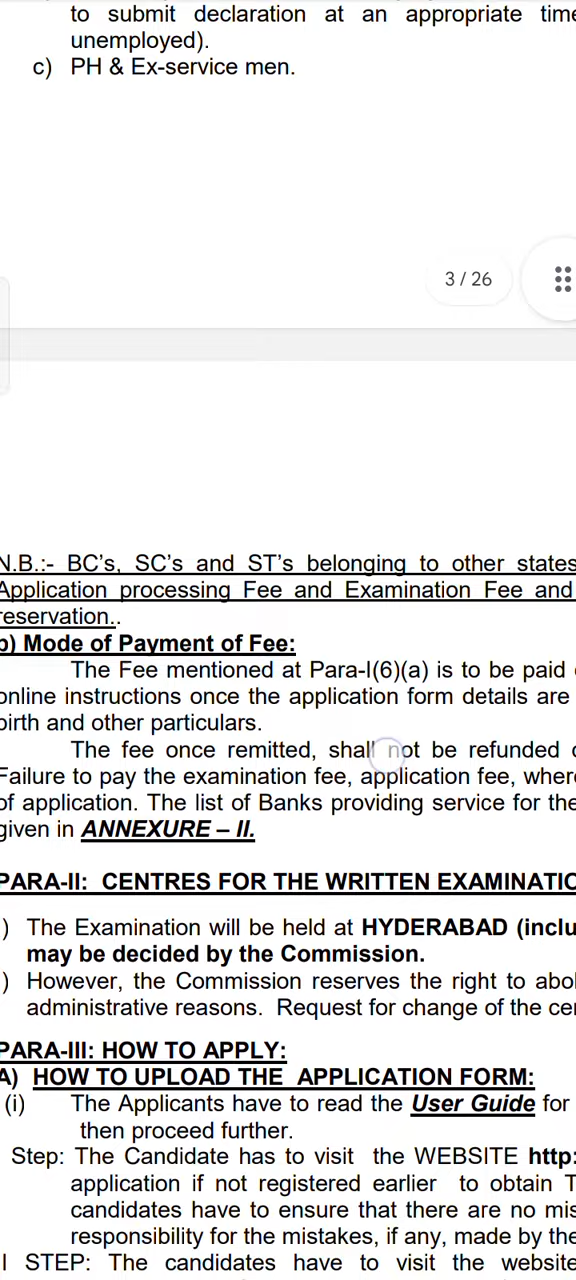 to submit declaration at an appropriate time
unemployed).
c) PH & Ex-service men.
3 / 26
N.B.:- BC's, SC's and ST's belonging to other states
Application processing Fee and Examination Fee and
reservation..
b) Mode of Payment of Fee:
The Fee mentioned at Para-I(6)(a) is to be paid
online instructions once the application form details are
birth and other particulars.
The fee once remitted, shall not be refunded
Failure to pay the examination fee, application fee, wher
of application. The list of Banks providing service for the
given in ANNEXURE – II.
PARA-II: CENTRES FOR THE WRITTEN EXAMINATIO
) The Examination will be held at HYDERABAD (inclu
may be decided by the Commission.
) However, the Commission reserves the right to abol
administrative reasons. Request for change of the cen
PARA-III: HOW TO APPLY:
A) HOW TO UPLOAD THE APPLICATION FORM:
(i) The Applicants have to read the User Guide for
then proceed further.
Step: The Candidate has to visit the WEBSITE http:
application if not registered earlier to obtain T
candidates have to ensure that there are no mis
responsibility for the mistakes, if any, made by the
I STEP: The candidates have to visit the website